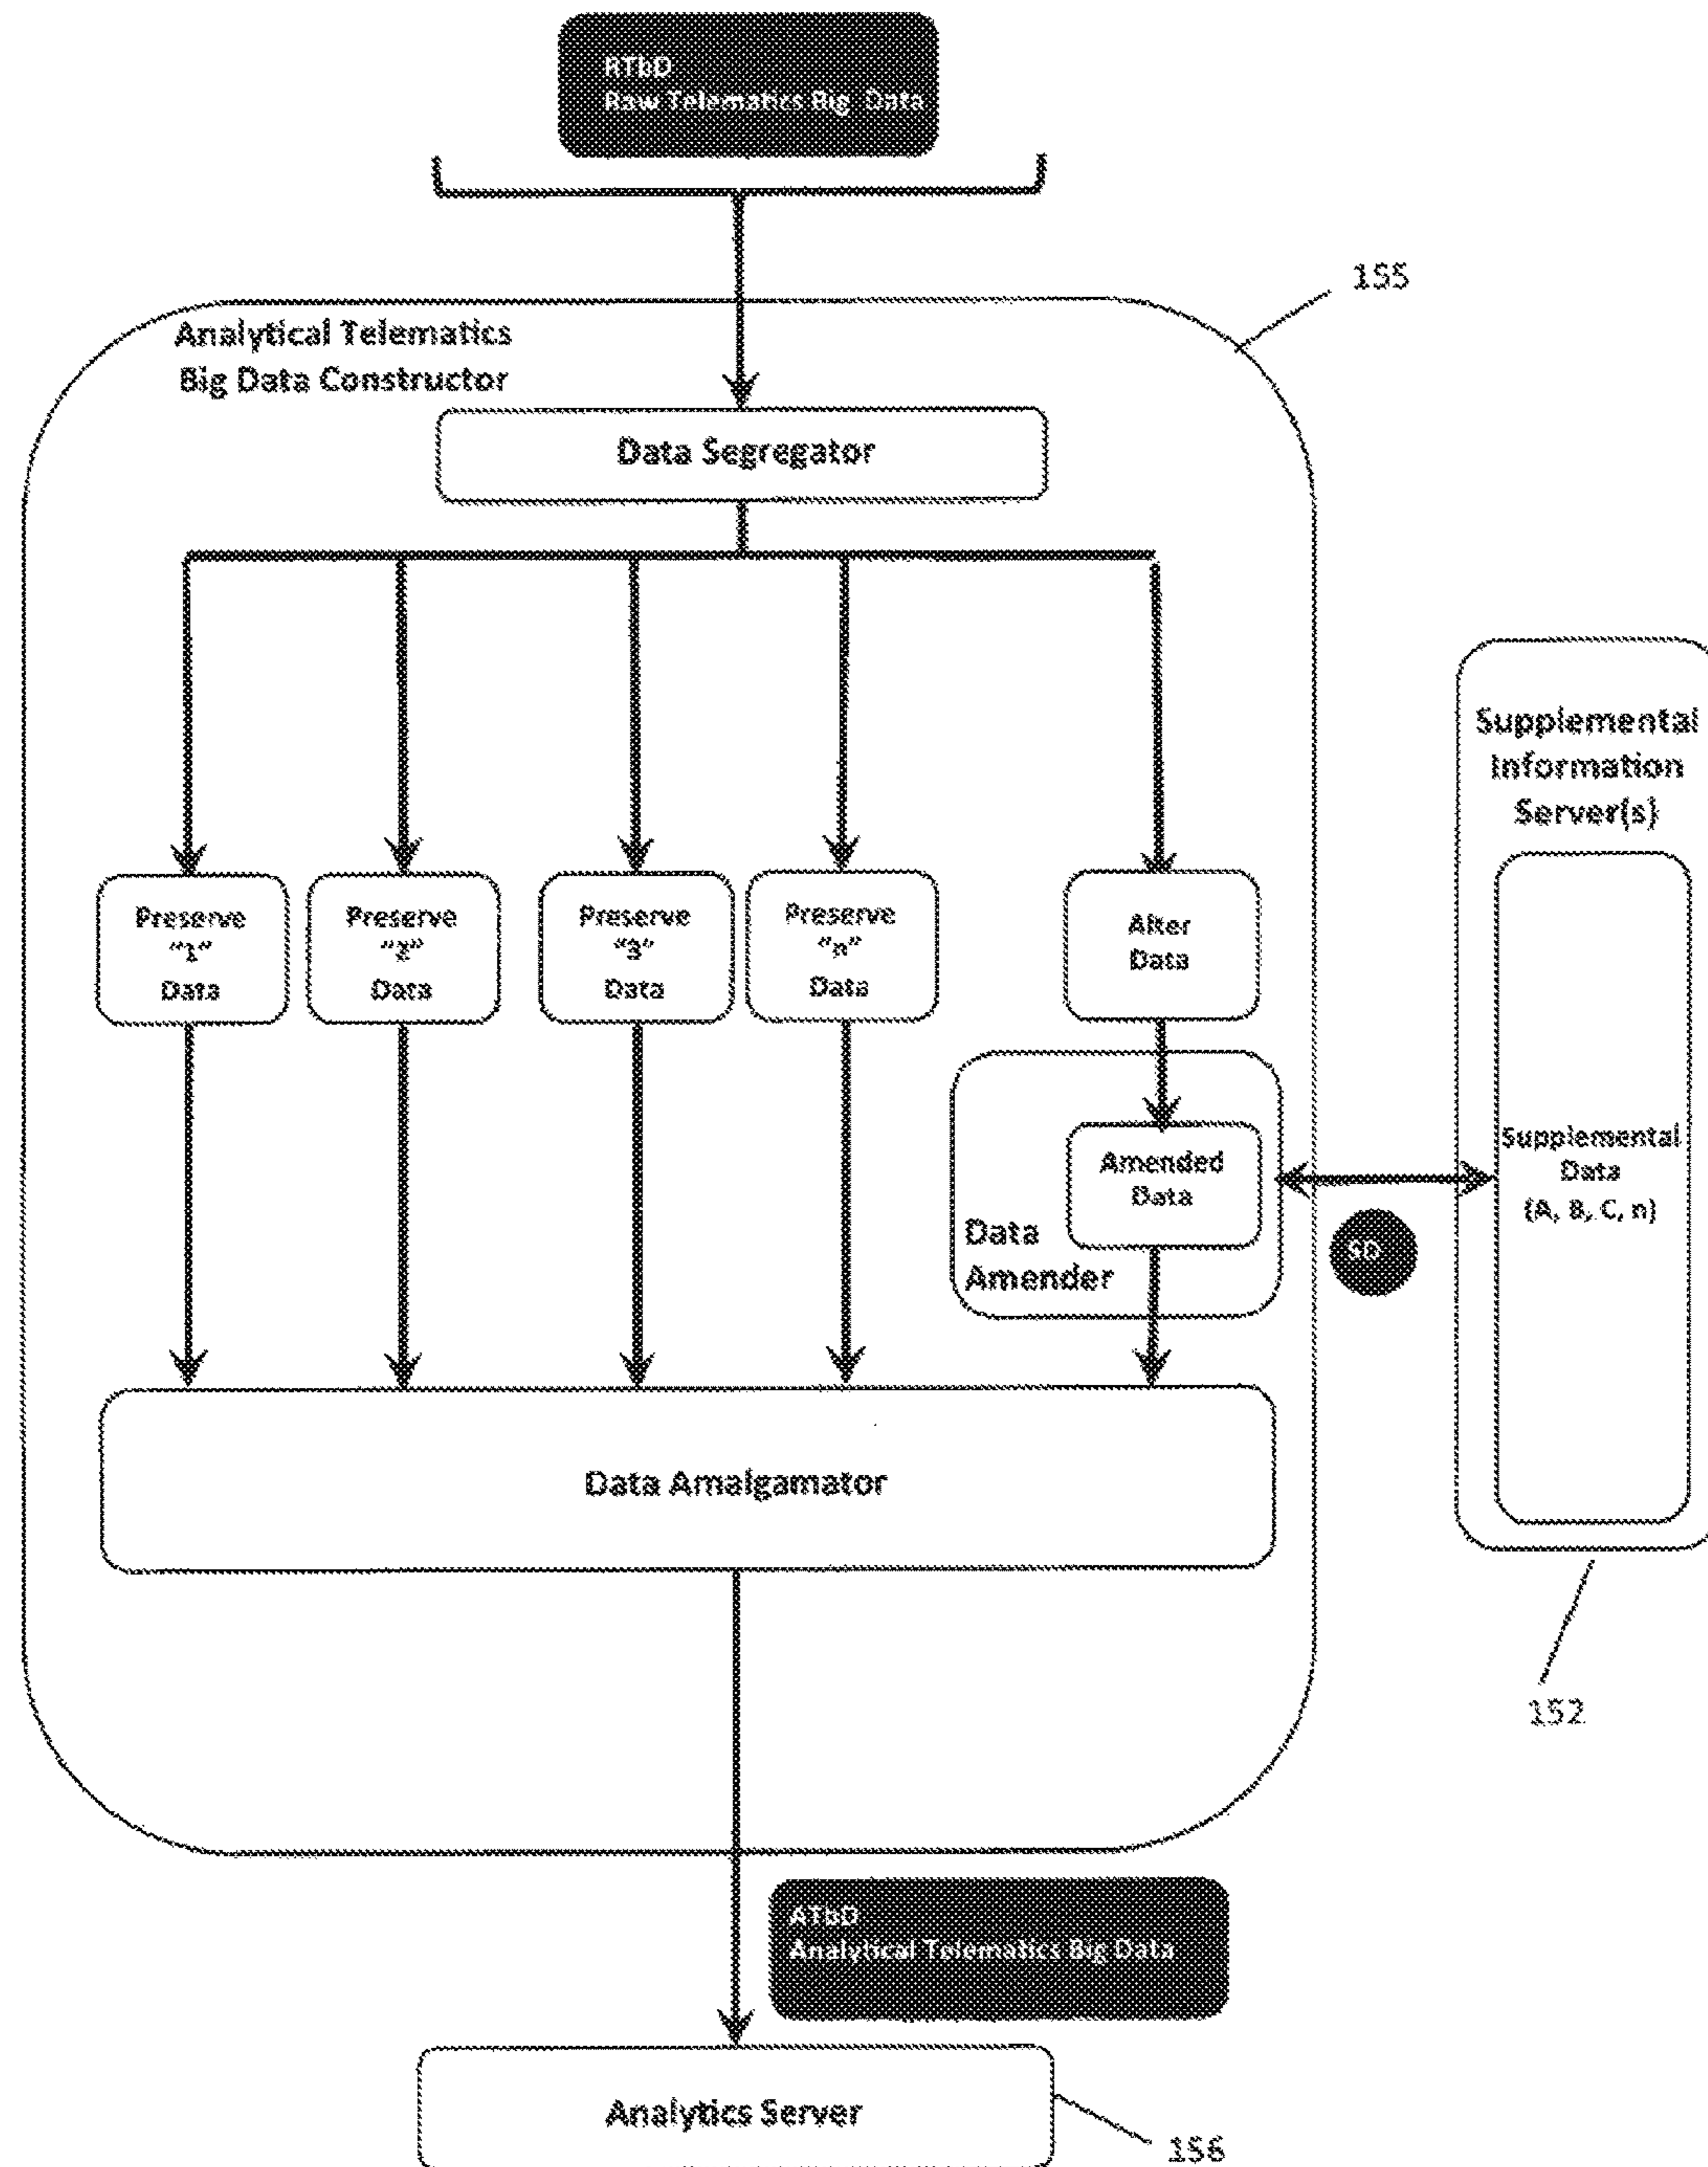 RTbD
Raw Telematics Big Data
155
Analytical Telematics
Big Data Constructor
Data Segregator
Supplemental
Information
Server(s)
Preserve
"1"
Data
Preserve
"2"
Data
Preserve
"3"
Data
Preserve
"n"
Data
Alter
Data
Amended
Data
Data
Amender
Supplemental
Data
(A, B, C, n)
SD
Data Amalgamator
152
ATbD
Analytical Telematics Big Data
Analytics Server
156